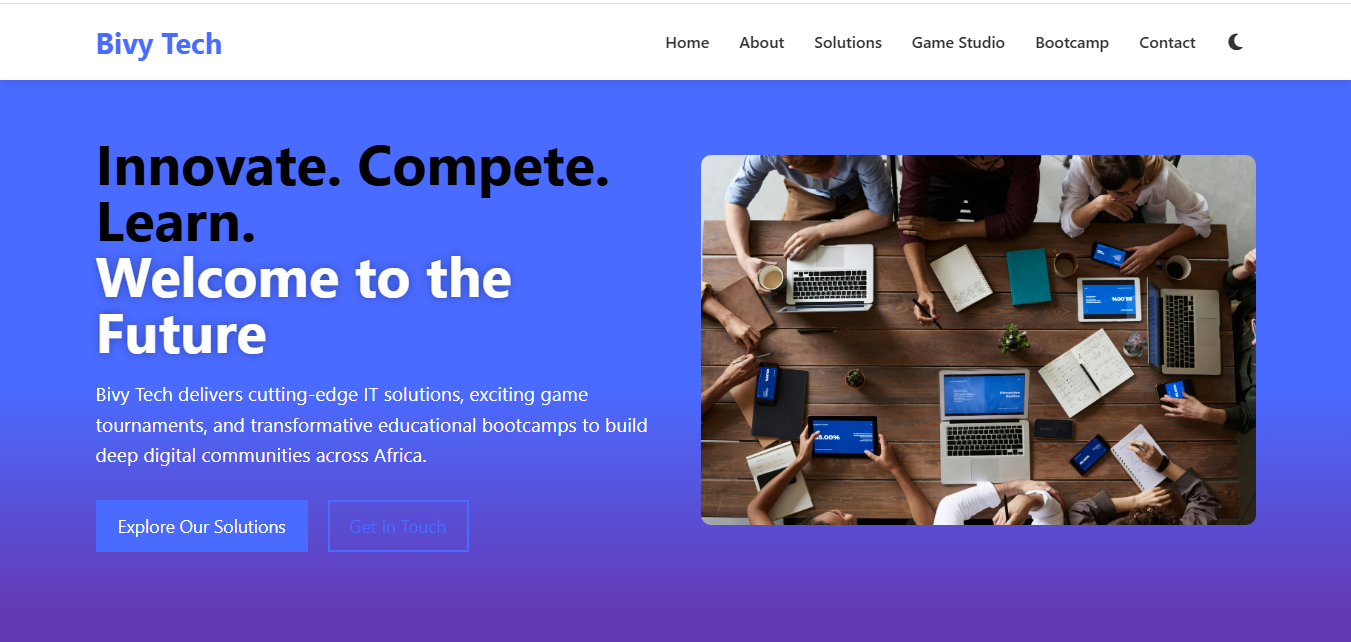 Bivy Tech
Home About Solutions Game Studio Bootcamp Contact
Innovate. Compete.
Learn.
Welcome to the
Future
Bivy Tech delivers cutting-edge IT solutions, exciting game
tournaments, and transformative educational bootcamps to build
deep digital communities across Africa.
Explore Our Solutions
Get in Touch